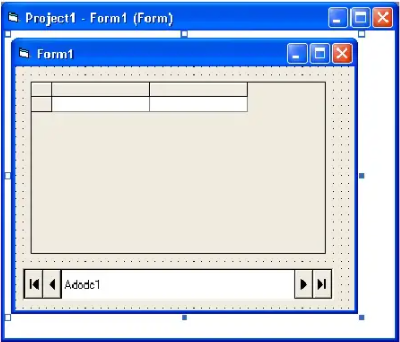 Project1 - Form1 (Form)
Form1
Adodc1